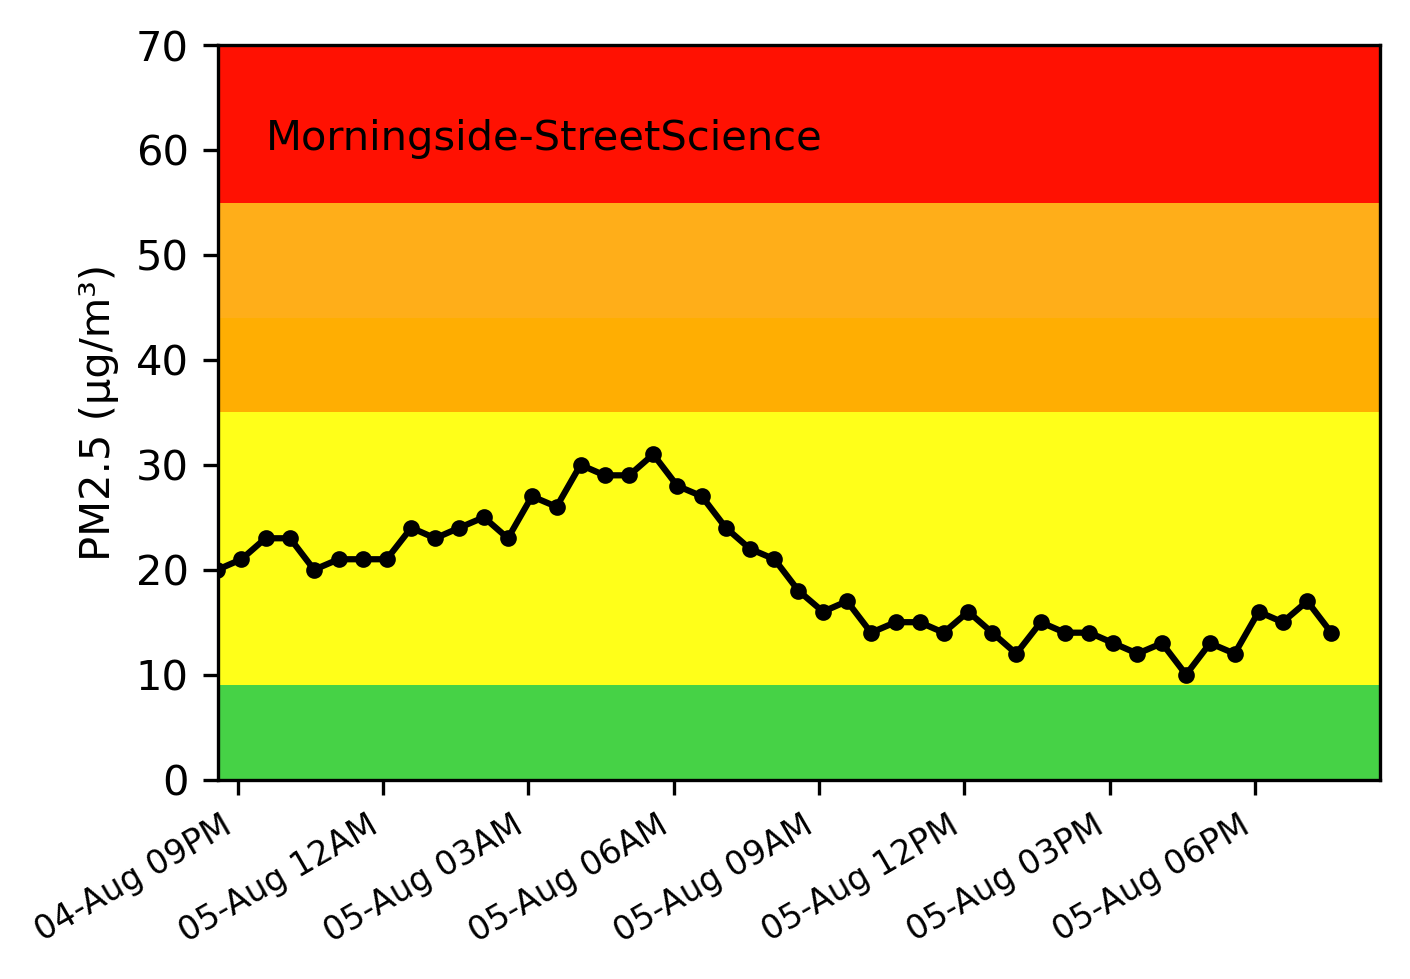 70
Morningside-StreetScience
60
50
40
30
20
10
0
PM2.5 (μg/m³)
04-Aug 09PM
05-Aug 12AM
05-Aug 03AM
05-Aug 06AM
05-Aug 09AM
05-Aug 12PM
05-Aug 03PM
05-Aug 06PM